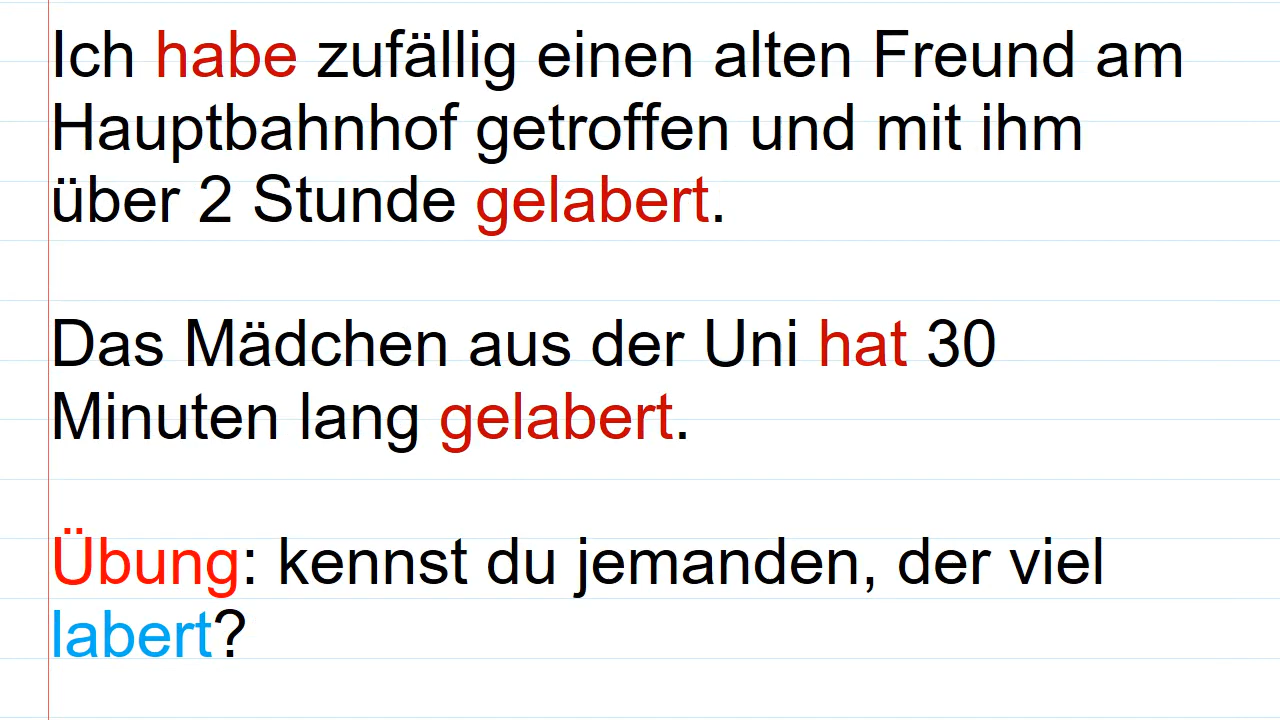 Ich habe zufällig einen alten Freund am
Hauptbahnhof getroffen und mit ihm
über 2 Stunde gelabert.
Das Mädchen aus der Uni hat 30
Minuten lang gelabert.
Übung: kennst du jemanden, der viel
labert?